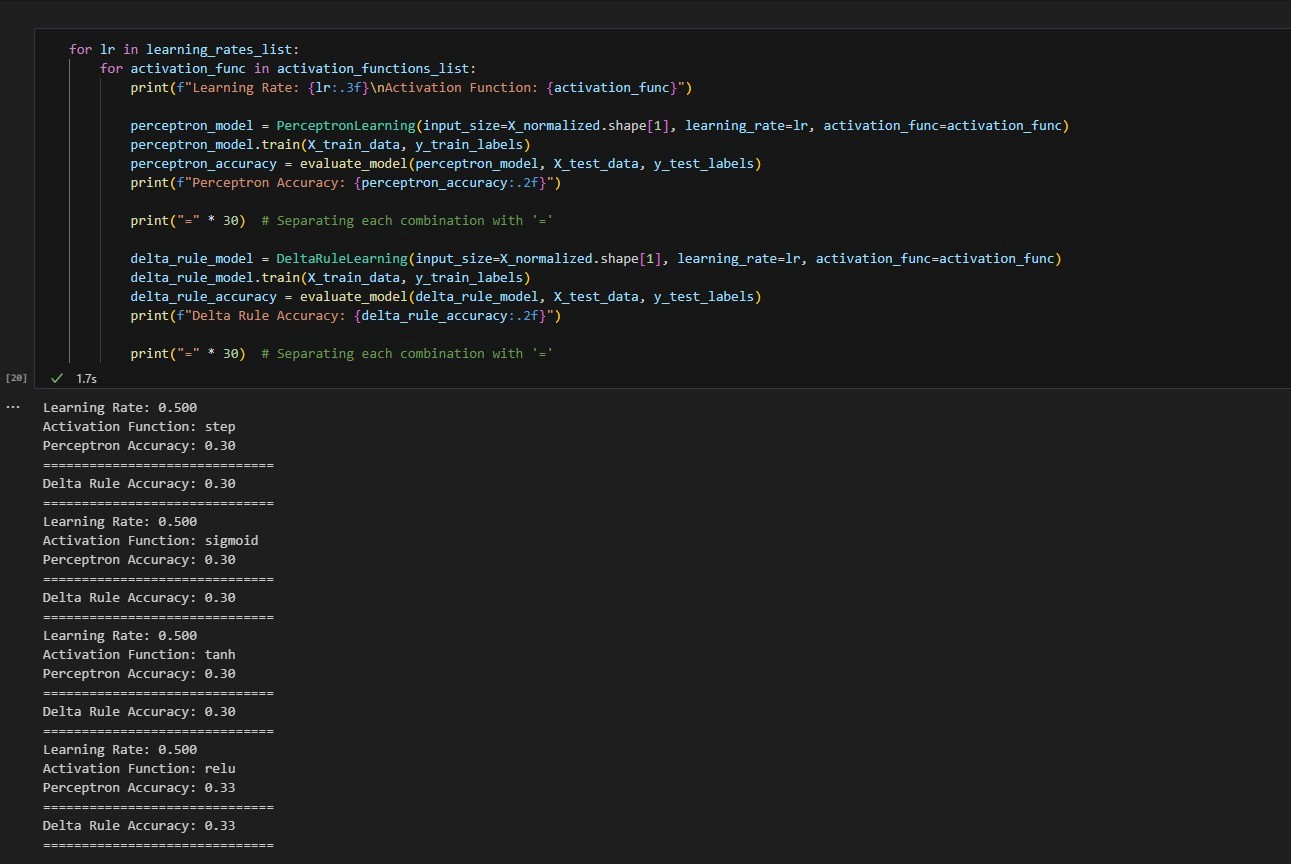 for lr in learning_rates_list:
for activation_func in activation_functions_list:
print(f"Learning Rate: {lr:.3f}\nActivation Function: {activation_func}")
perceptron_model = PerceptronLearning(input_size=X_normalized.shape[1], learning_rate=lr, activation_func=activation_func)
perceptron_model.train(X_train_data, y_train_labels)
perceptron_accuracy = evaluate_model(perceptron_model, X_test_data, y_test_labels)
print(f"Perceptron Accuracy: {perceptron_accuracy:.2f}")
print("=" * 30)  # Separating each combination with '='
delta_rule_model = DeltaRuleLearning(input_size=X_normalized.shape[1], learning_rate=lr, activation_func=activation_func)
delta_rule_model.train(X_train_data, y_train_labels)
delta_rule_accuracy = evaluate_model(delta_rule_model, X_test_data, y_test_labels)
print(f"Delta Rule Accuracy: {delta_rule_accuracy:.2f}")
print("=" * 30)  # Separating each combination with '='
[20] ✓ 1.7s
... Learning Rate: 0.500
Activation Function: step
Perceptron Accuracy: 0.30
==============================
Delta Rule Accuracy: 0.30
==============================
Learning Rate: 0.500
Activation Function: sigmoid
Perceptron Accuracy: 0.30
==============================
Delta Rule Accuracy: 0.30
==============================
Learning Rate: 0.500
Activation Function: tanh
Perceptron Accuracy: 0.30
==============================
Delta Rule Accuracy: 0.30
==============================
Learning Rate: 0.500
Activation Function: relu
Perceptron Accuracy: 0.33
==============================
Delta Rule Accuracy: 0.33
==============================